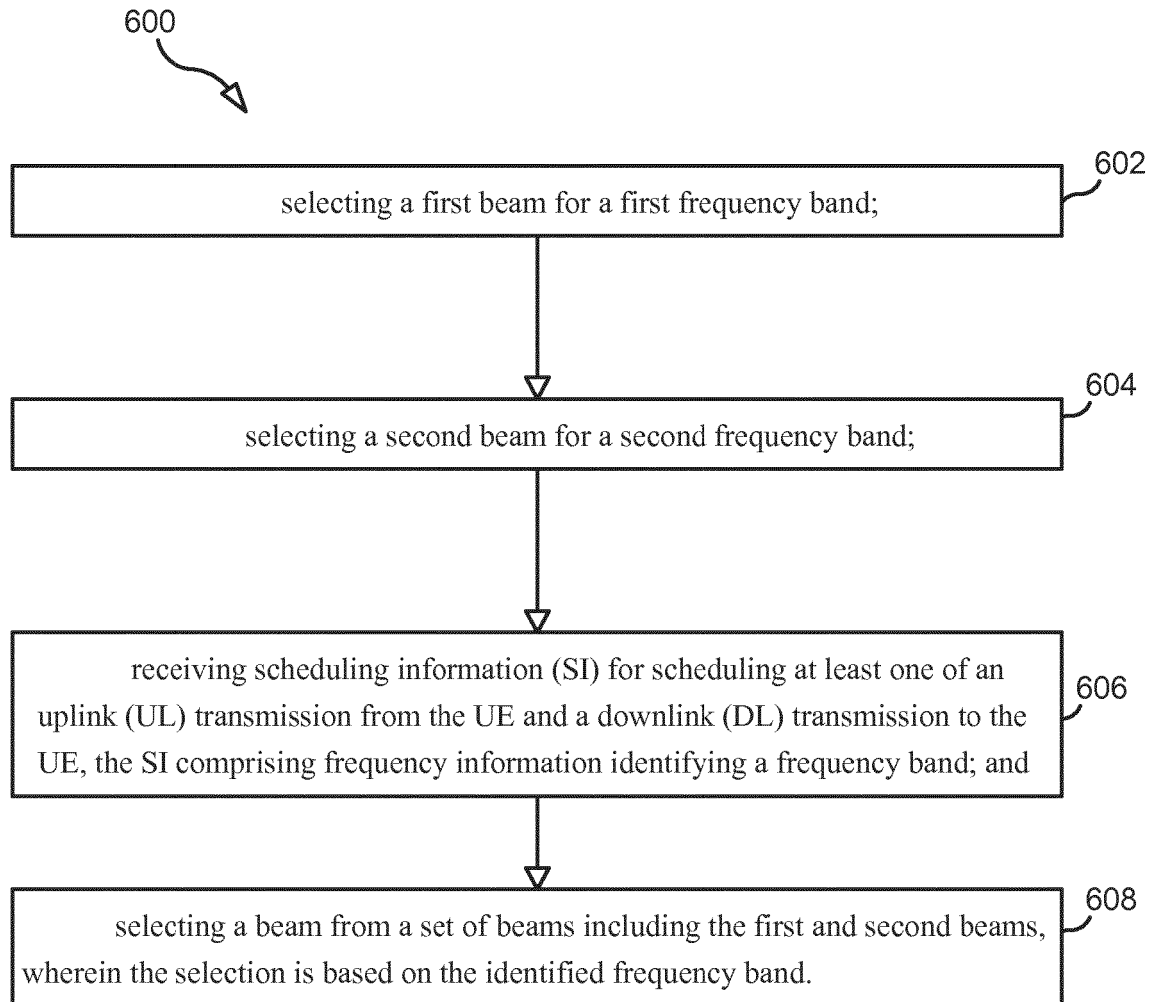 600
602
selecting a first beam for a first frequency band;
604
selecting a second beam for a second frequency band;
receiving scheduling information (SI) for scheduling at least one of an
uplink (UL) transmission from the UE and a downlink (DL) transmission to the
UE, the SI comprising frequency information identifying a frequency band; and
606
selecting a beam from a set of beams including the first and second beams,
wherein the selection is based on the identified frequency band.
608